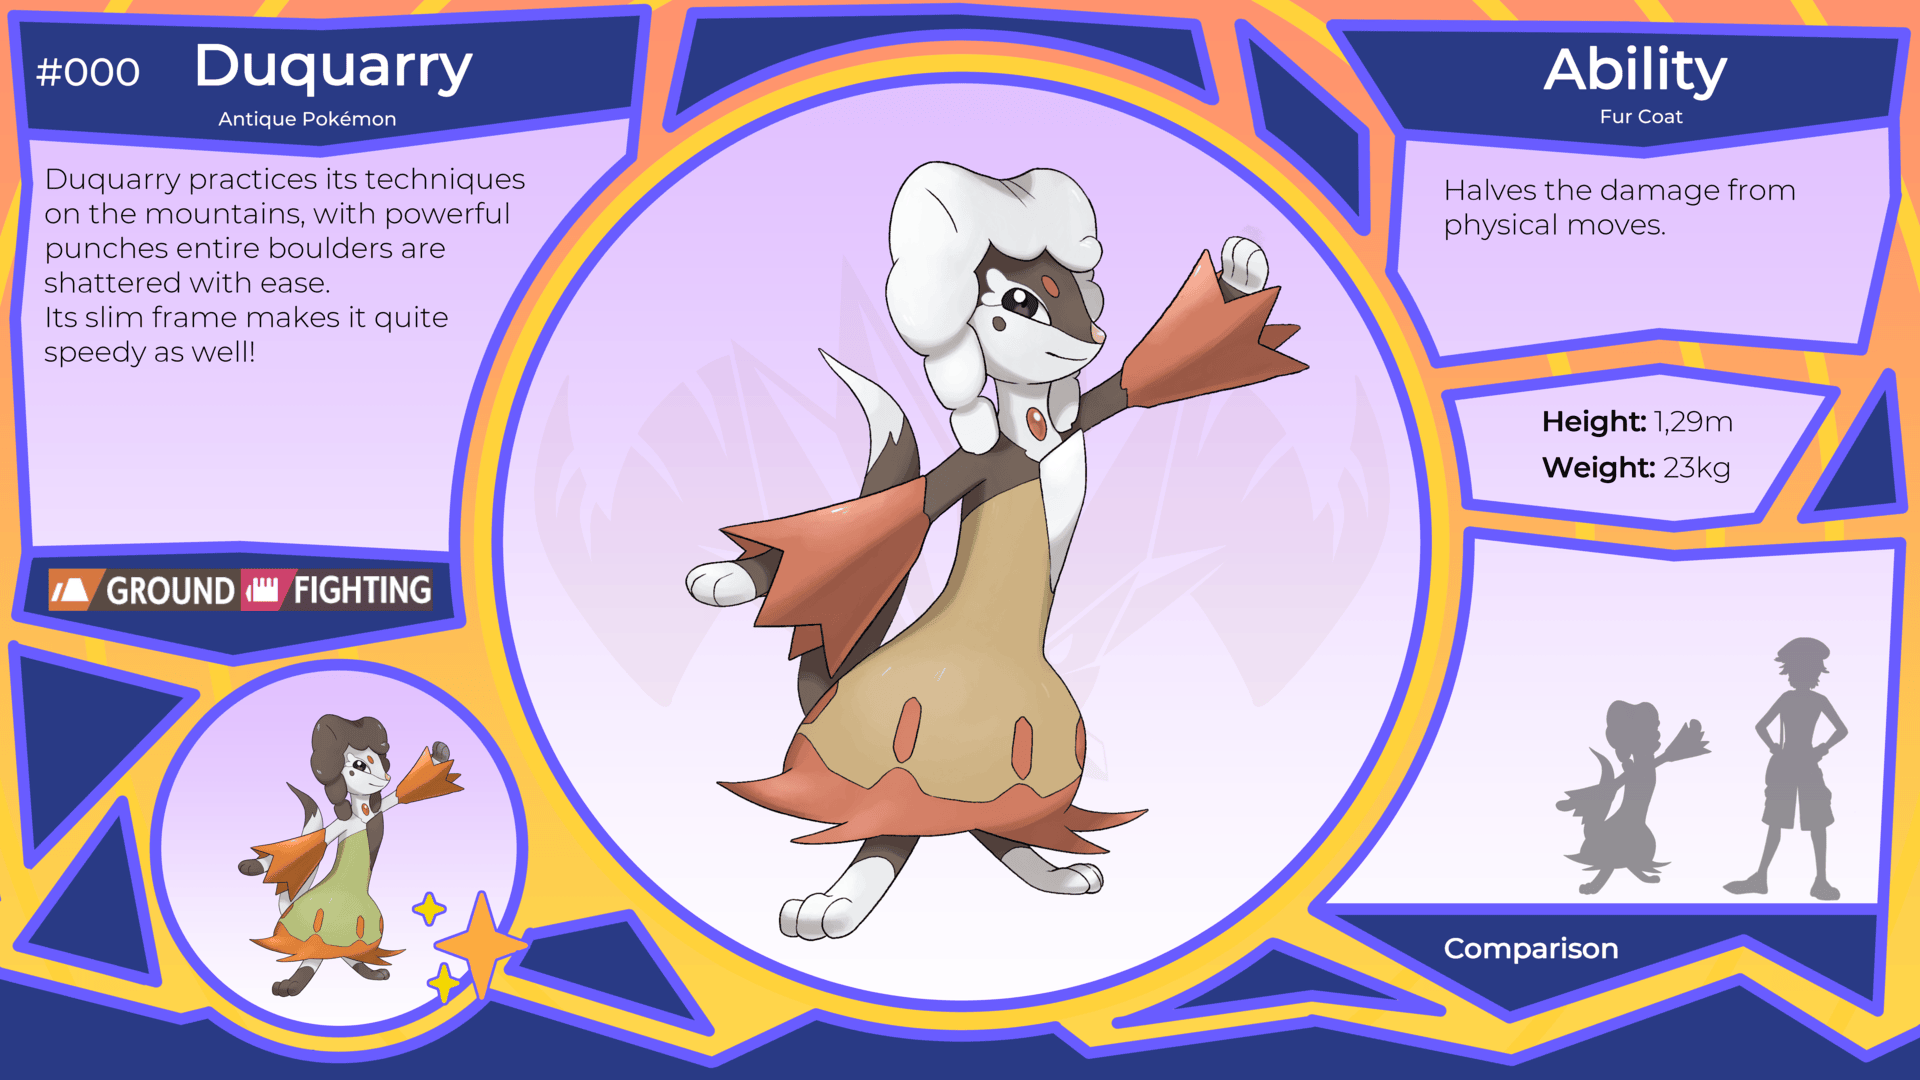 #000 Duquarry
Antique Pokémon
Duquarry practices its techniques
on the mountains, with powerful
punches entire boulders are
shattered with ease.
Its slim frame makes it quite
speedy as well!
GROUND FIGHTING
Ability
Fur Coat
Halves the damage from
physical moves.
Height: 1,29m
Weight: 23kg
Comparison